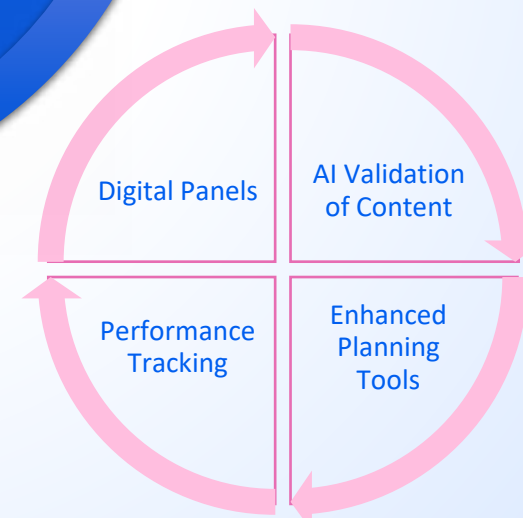 Digital Panels
AI Validation
of Content
Performance
Tracking
Enhanced
Planning
Tools